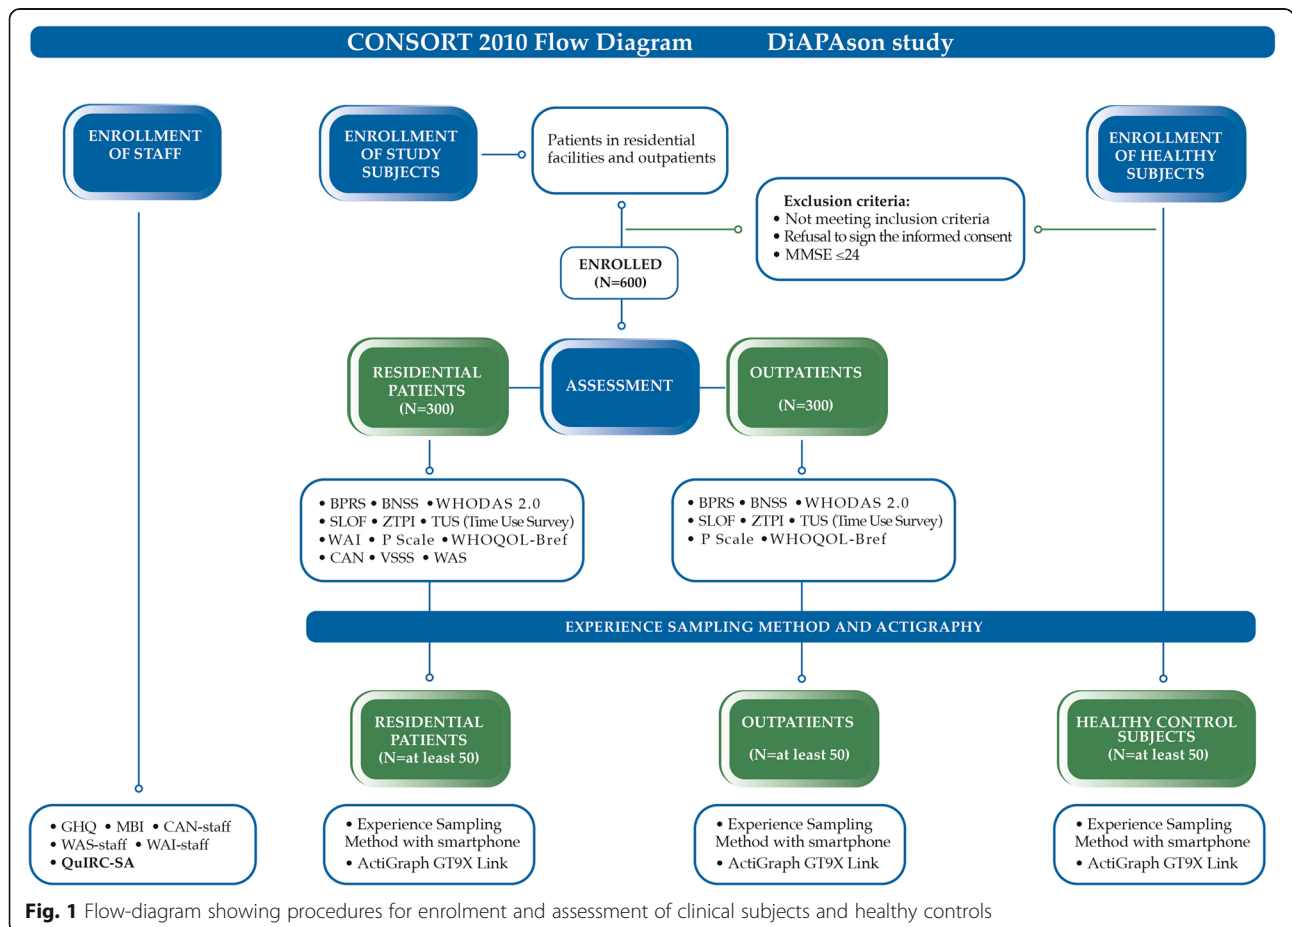 CONSORT 2010 Flow Diagram DiAPAson study
ENROLLMENT
OF STAFF
ENROLLMENT
OF STUDY
SUBJECTS
Patients in residential
facilities and outpatients
ENROLLMENT
OF HEALTHY
SUBJECTS
Exclusion criteria:
• Not meeting inclusion criteria
• Refusal to sign the informed consent
• MMSE ≤24
ENROLLED
(N=600)
RESIDENTIAL
PATIENTS
(N=300)
ASSESSMENT
OUTPATIENTS
(N=300)
• BPRS • BNSS • WHODAS 2.0
• SLOF • ZTPI • TUS (Time Use Survey)
• WAI • P Scale • WHOQOL-Bref
• CAN • VSSS • WAS
• BPRS • BNSS • WHODAS 2.0
• SLOF • ZTPI • TUS (Time Use Survey)
• P Scale • WHOQOL-Bref
EXPERIENCE SAMPLING METHOD AND ACTIGRAPHY
RESIDENTIAL
PATIENTS
(N=at least 50)
OUTPATIENTS
(N=at least 50)
HEALTHY CONTROL
SUBJECTS
(N=at least 50)
• GHQ • MBI • CAN-staff
• WAS-staff • WAI-staff
• QuIRC-SA
• Experience Sampling
Method with smartphone
• ActiGraph GT9X Link
• Experience Sampling
Method with smartphone
• ActiGraph GT9X Link
• Experience Sampling
Method with smartphone
• ActiGraph GT9X Link
Fig. 1 Flow-diagram showing procedures for enrolment and assessment of clinical subjects and healthy controls